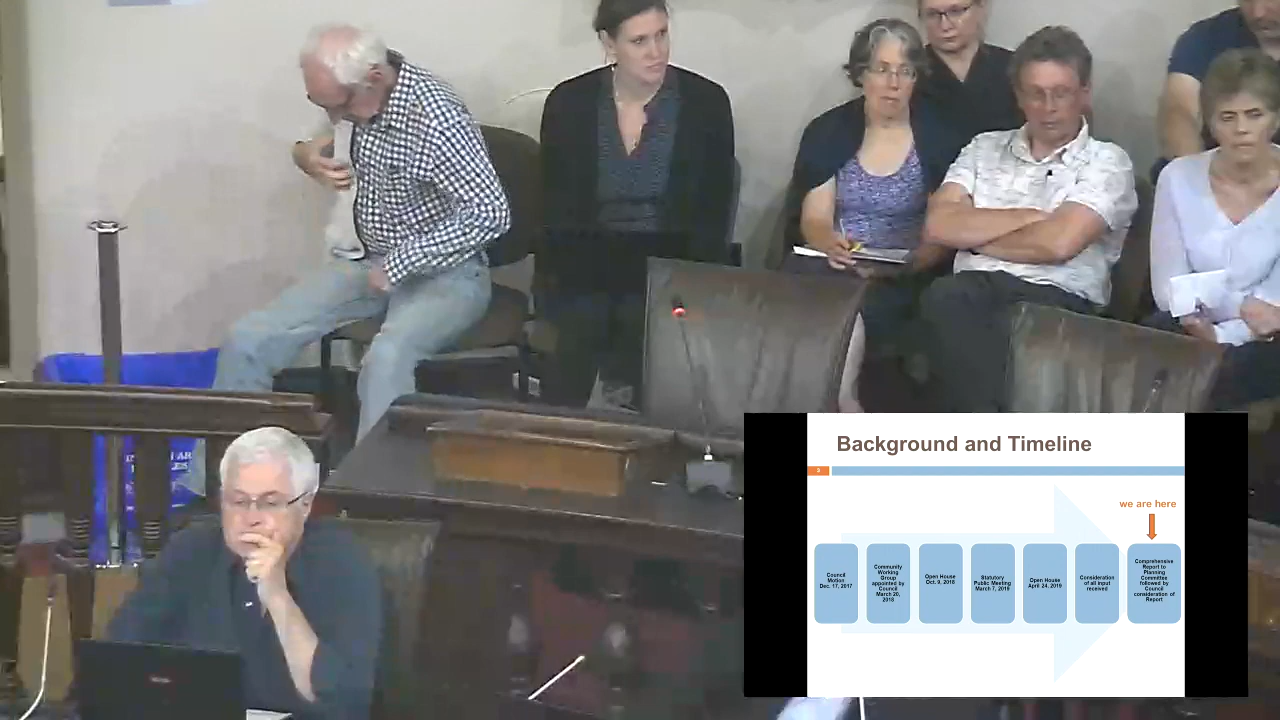 Background and Timeline
3
we are here
Council
Motion
Dec. 17, 2017
Community
Working
Group
appointed by
Council
March 20,
2018
Open House
Oct. 9, 2018
Statutory
Public Meeting
March 7, 2019
Open House
April 24, 2019
Consideration
of all input
received
Comprehensive
Report to
Planning
Committee
followed by
Council
consideration of
Report